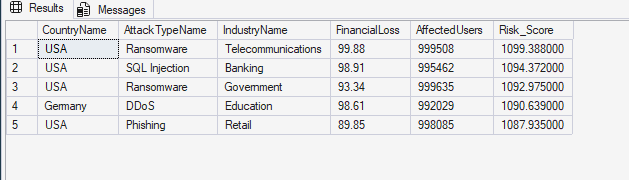 Results Messages
CountryName AttackTypeName IndustryName FinancialLoss AffectedUsers Risk_Score
1 USA Ransomware Telecommunications 99.88 999508 1099.388000
2 USA SQL Injection Banking 98.91 995462 1094.372000
3 USA Ransomware Government 93.34 999635 1092.975000
4 Germany DDoS Education 98.61 992029 1090.639000
5 USA Phishing Retail 89.85 998085 1087.935000